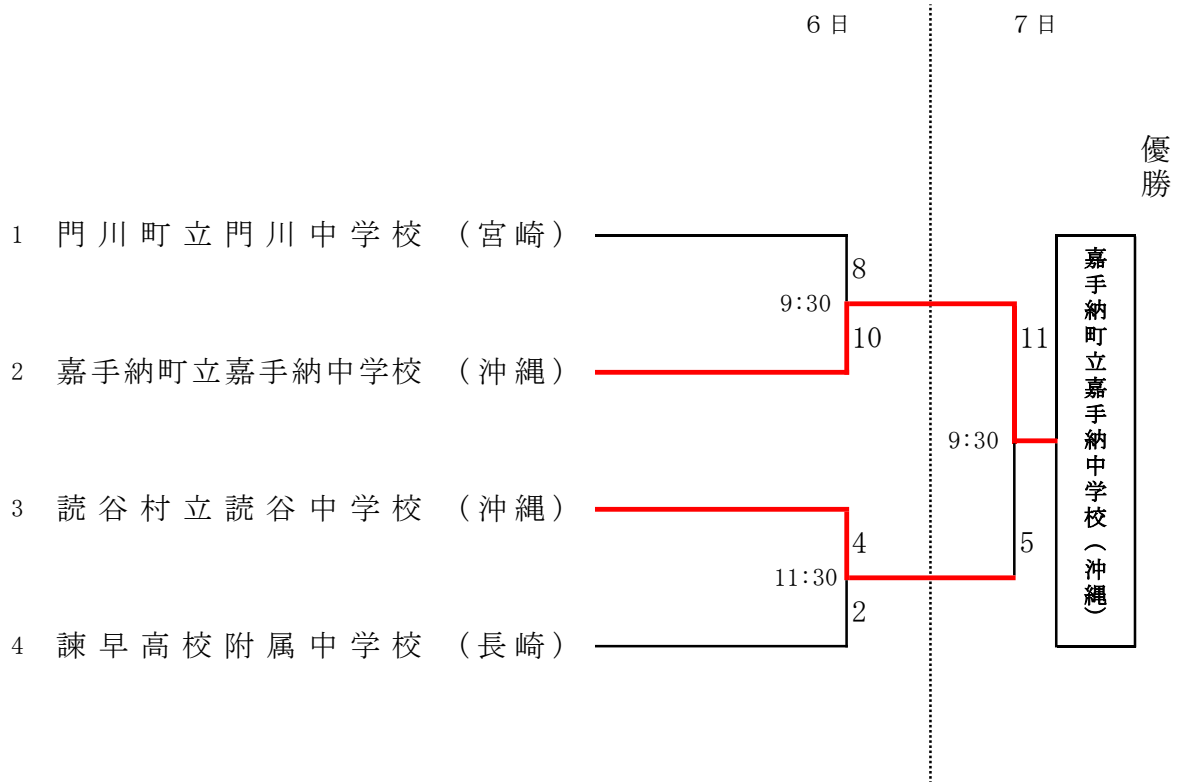 6日
7日
優勝
1 門川町立門川中学校 （宮崎）
8
9:30
10
2 嘉手納町立嘉手納中学校 （沖縄）
11
9:30
嘉手納町立嘉手納中学校（沖縄）
3 読谷村立読谷中学校 （沖縄）
4
11:30
5
2
4 諫早高校附属中学校 （長崎）